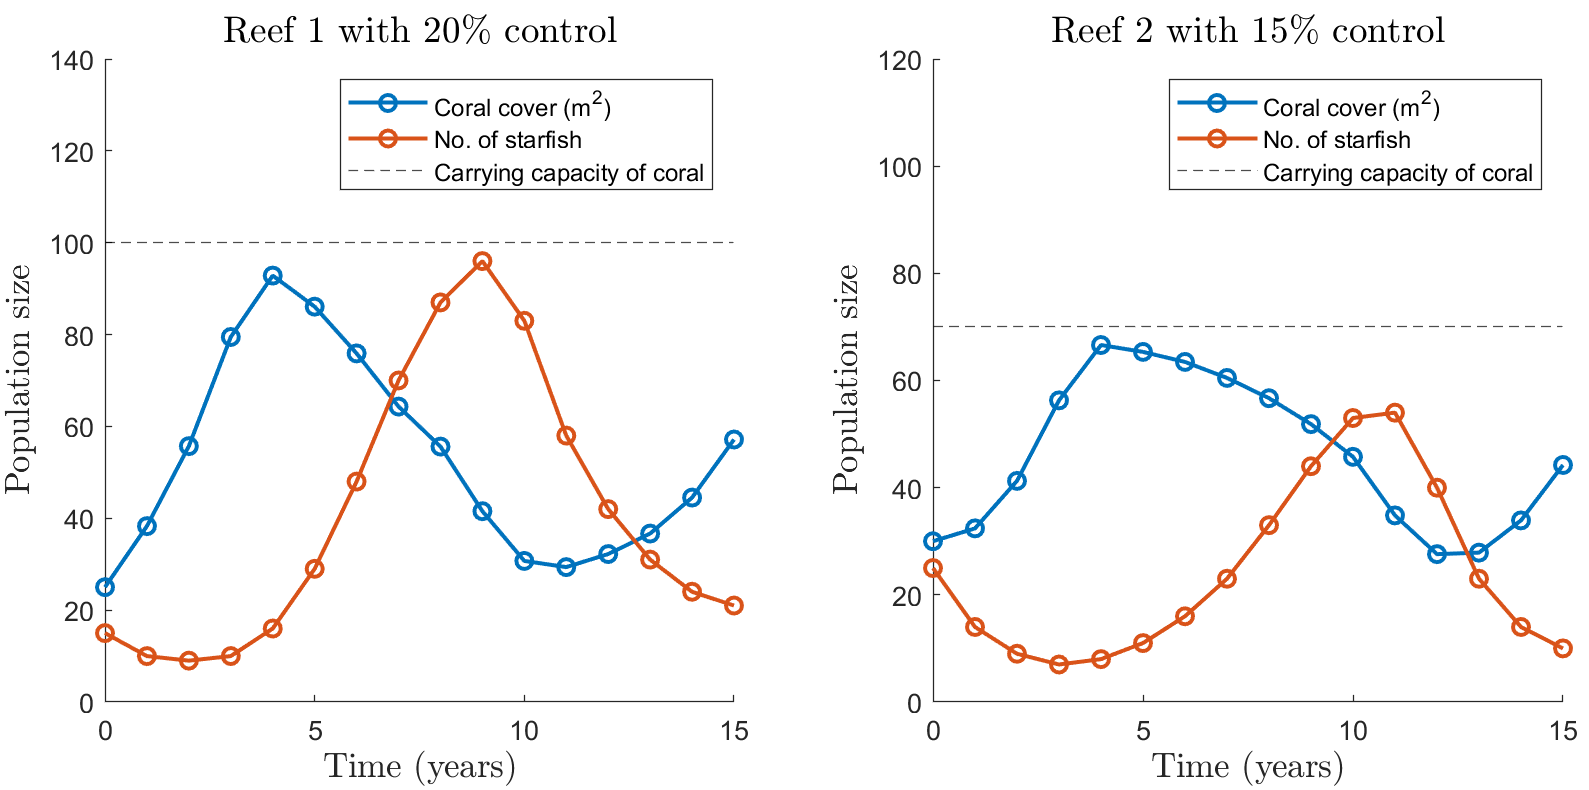 Reef 1 with 20% control
140
120
100
80
60
40
20
0
0 5 10 15
Population size
Time (years)
Coral cover (m²)
No. of starfish
Carrying capacity of coral
Reef 2 with 15% control
120
100
80
60
40
20
0
0 5 10 15
Population size
Time (years)
Coral cover (m²)
No. of starfish
Carrying capacity of coral